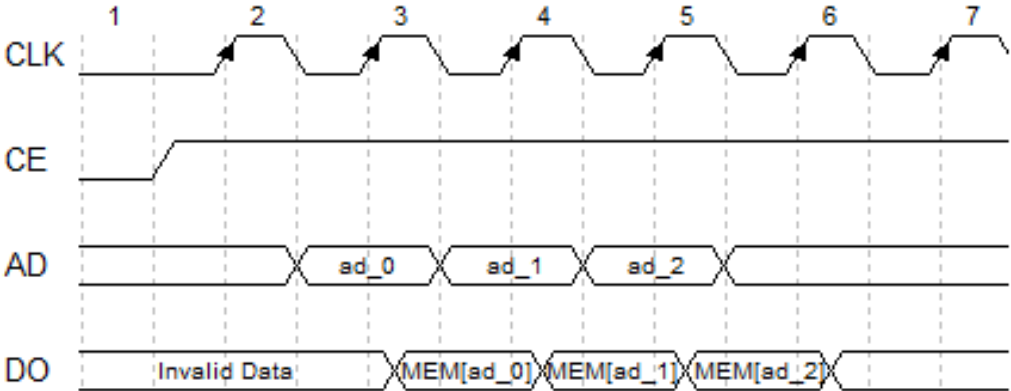 1 2 3 4 5 6 7
CLK
CE
AD ad_0 ad_1 ad_2
DO Invalid Data MEM[ad_0] MEM[ad_1] MEM[ad_2]